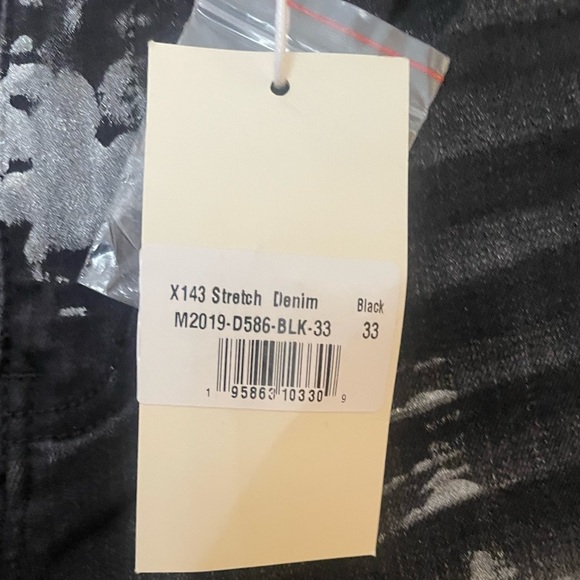 X143 Stretch Denim Black
M2019-D586-BLK-33 33
1 95863 10330 9